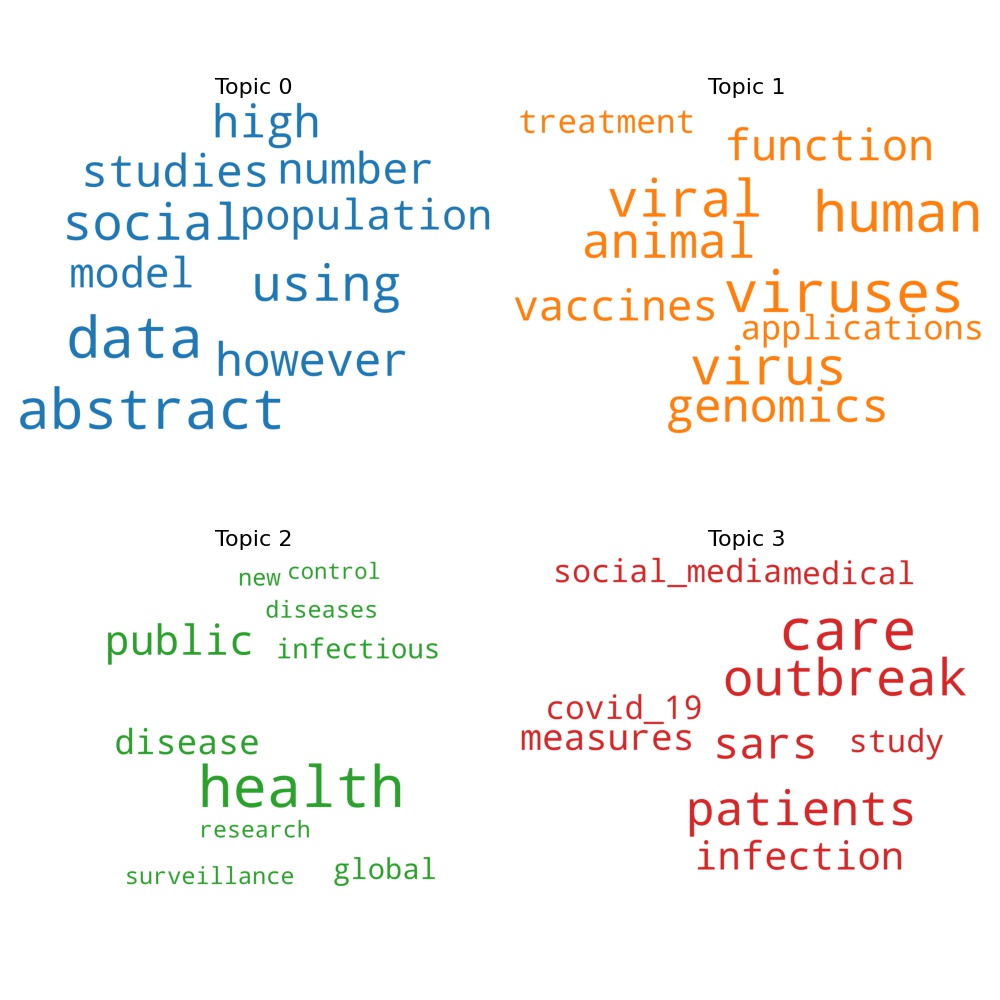 Topic 0
high
studies number
social population
model using
data however
abstract
Topic 1
treatment
function
viral human
animal
vaccines viruses
applications
virus
genomics
Topic 2
new control
diseases
public infectious
disease
health
research
surveillance global
Topic 3
social_media medical
care
outbreak
covid_19
measures sars study
patients
infection